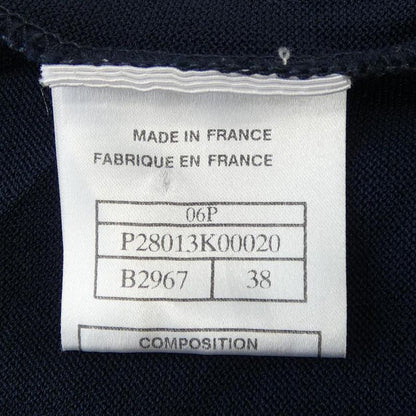 MADE IN FRANCE
FABRIQUE EN FRANCE
06P
P28013K00020
B2967 38
COMPOSITION